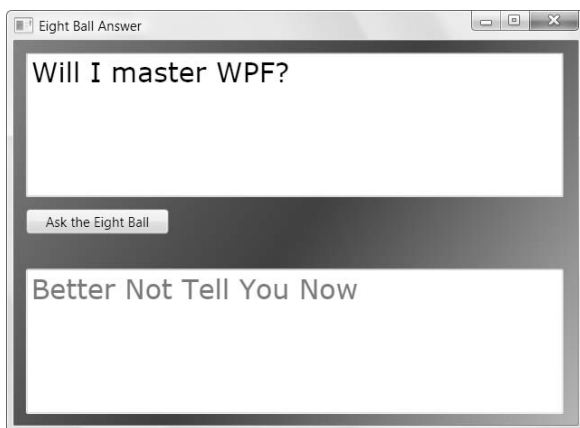 Eight Ball Answer
Will I master WPF?
Ask the Eight Ball
Better Not Tell You Now